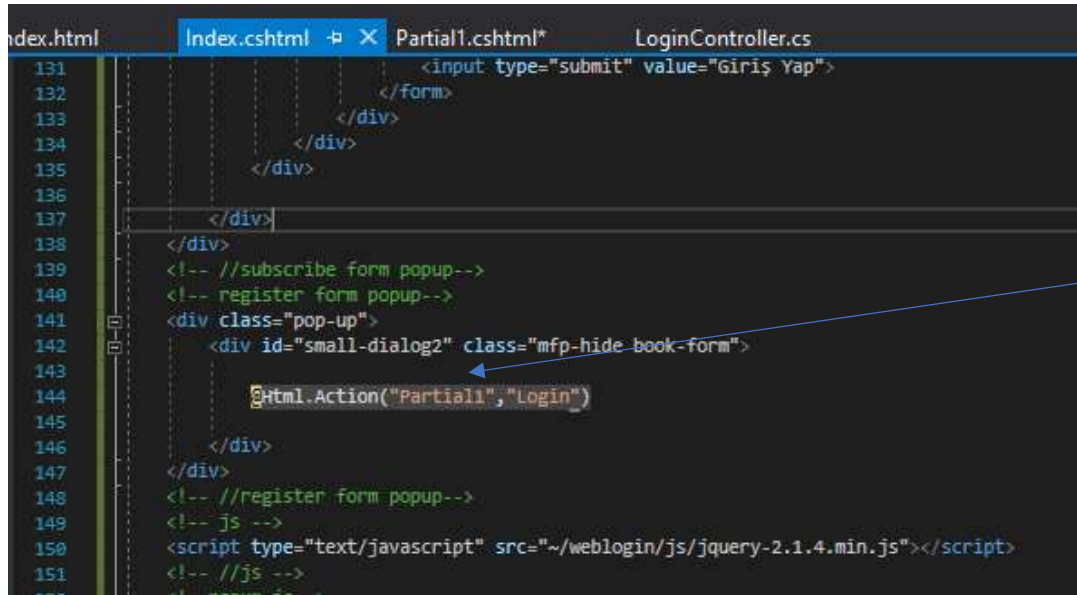 ndex.html Index.cshtml Partial1.cshtml* LoginController.cs
131 <input type="submit" value="Giriş Yap">
132 </form>
133 </div>
134 </div>
135 </div>
136
137 </div>
138 </div>
139 <!-- //subscribe form popup-->
140 <!-- register form popup-->
141 <div class="pop-up">
142 <div id="small-dialog2" class="mfp-hide book-form">
143
144 @Html.Action("Partial1","Login")
145
146 </div>
147 </div>
148 <!-- //register form popup-->
149 <!-- js -->
150 <script type="text/javascript" src="~/weblogin/js/jquery-2.1.4.min.js"></script>
151 <!-- //js -->